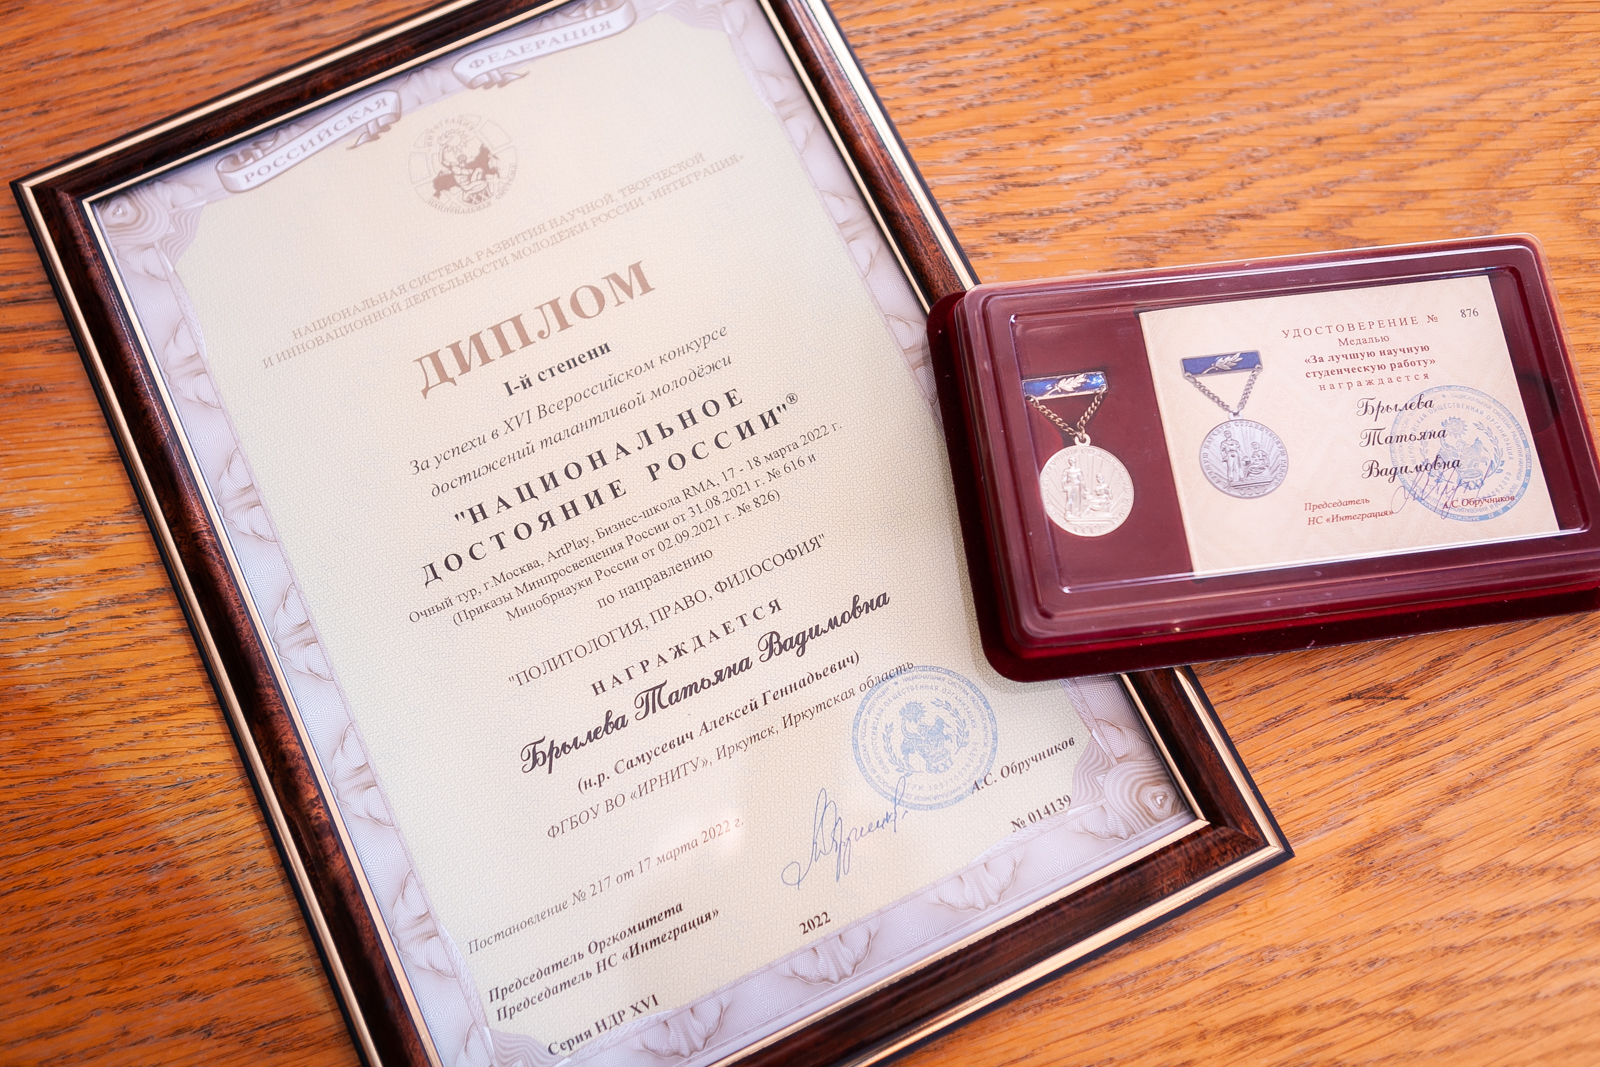 РОССИЙСКАЯ ФЕДЕРАЦИЯ
НАЦИОНАЛЬНАЯ СИСТЕМА РАЗВИТИЯ НАУЧНОЙ, ТВОРЧЕСКОЙ
И ИННОВАЦИОННОЙ ДЕЯТЕЛЬНОСТИ МОЛОДЁЖИ РОССИИ «ИНТЕГРАЦИЯ»
ДИПЛОМ
I-й степени
За успехи в XVI Всероссийском конкурсе
достижений талантливой молодёжи
"НАЦИОНАЛЬНОЕ
ДОСТОЯНИЕ РОССИИ"®
Очный тур, г.Москва, ArtPlay, Бизнес-школа RMA, 17 - 18 марта 2022 г.
(Приказы Минпросвещения России от 31.08.2021 г. № 616 и
Минобрнауки России от 02.09.2021 г. № 826)
по направлению
"ПОЛИТОЛОГИЯ, ПРАВО, ФИЛОСОФИЯ"
НАГРАЖДАЕТСЯ
Брылева Татьяна Вадимовна
(н.р. Самусевич Алексей Геннадьевич)
ФГБОУ ВО «ИРНИТУ», Иркутск, Иркутская область
Постановление № 217 от 17 марта 2022 г.
Председатель Оргкомитета
Председатель НС «Интеграция»
А.С. Обручников
Серия НДР XVI
2022
№ 014139
УДОСТОВЕРЕНИЕ № 876
Медалью
«За лучшую научную
студенческую работу»
награждается
Брылева
Татьяна
Вадимовна
Председатель
НС «Интеграция»
А.С.Обручников